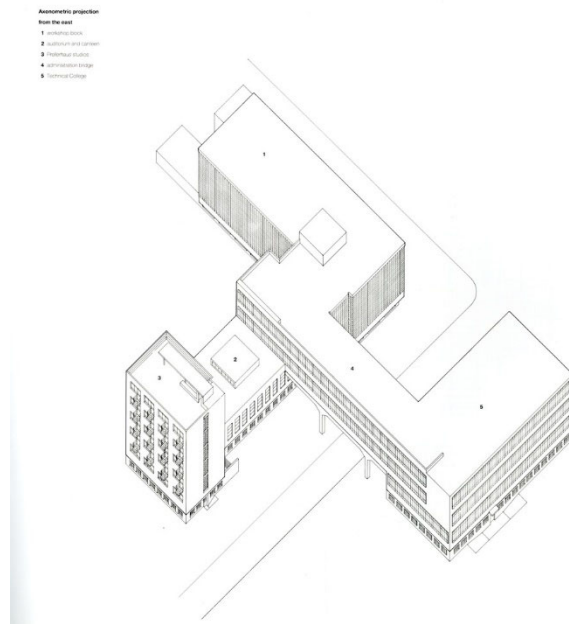 Axonometric projection
from the east
1 workshop block
2 auditorium and canteen
3 Prellerhaus studios
4 administration bridge
5 Technical College
1
2
3
4
5